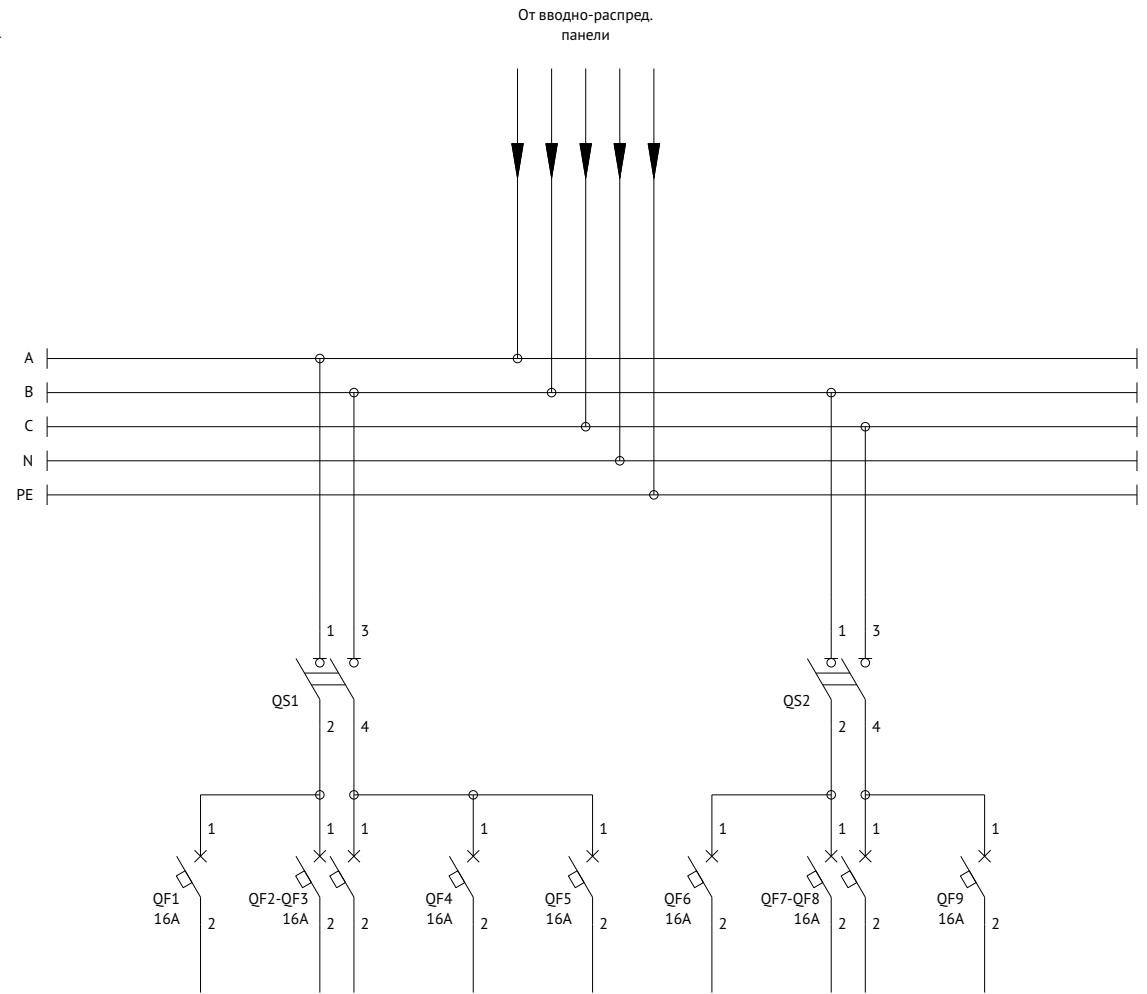 От вводно-распред.
панели
A
B
C
N
PE
1 3 1 3
QS1 QS2
2 4 2 4
1 1 1 1 1 1 1 1 1
QF1 QF2-QF3 QF4 QF5 QF6 QF7-QF8 QF9
16A 16A 16A 16A 16A 16A 16A
2 2 2 2 2 2 2 2 2